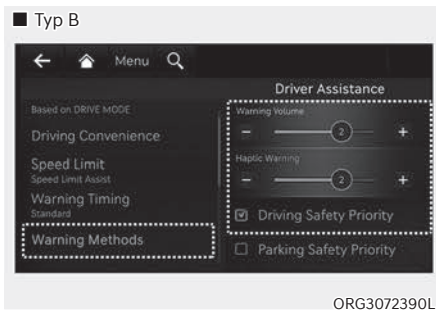 ■ Typ B
Menu
Driver Assistance
Based on DRIVE MODE
Driving Convenience
Speed Limit
Speed Limit Assist
Warning Timing
Standard
Warning Methods
Warning Volume
− 2 +
Haptic Warning
− 2 +
Driving Safety Priority
Parking Safety Priority
ORG3072390L